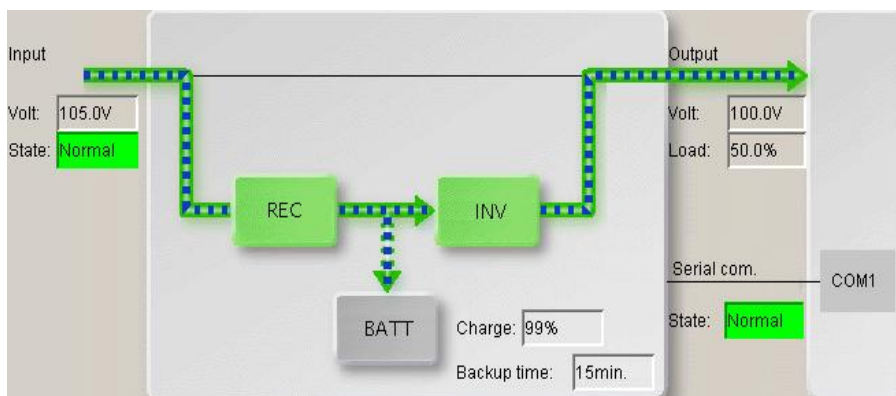 Input
Volt: 105.0V
State: Normal
REC
INV
BATT
Charge: 99%
Backup time: 15min.
Output
Volt: 100.0V
Load: 50.0%
Serial com.
State: Normal
COM1